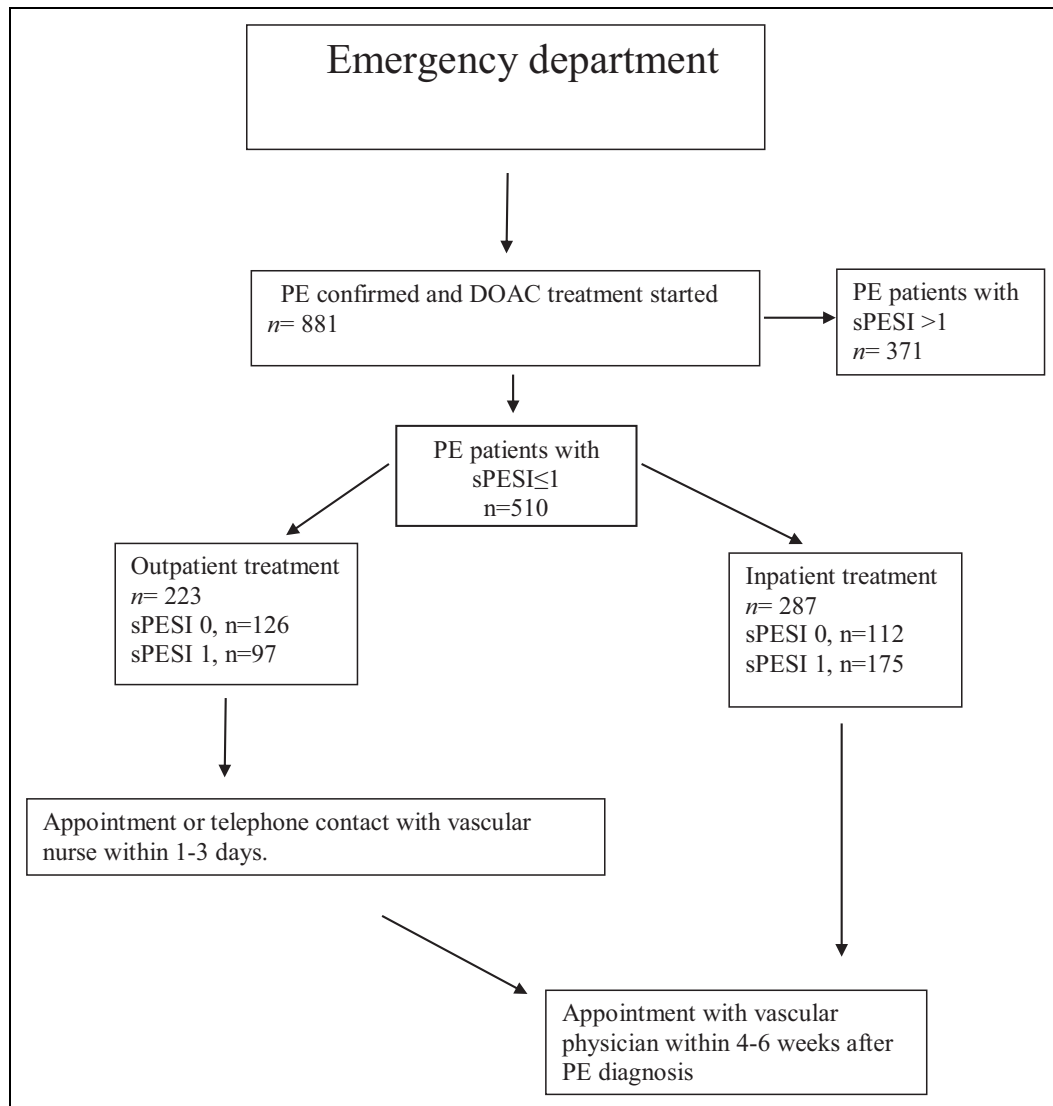 Emergency department
PE confirmed and DOAC treatment started
n= 881
PE patients with
sPESI >1
n= 371
PE patients with
sPESI≤1
n=510
Outpatient treatment
n= 223
sPESI 0, n=126
sPESI 1, n=97
Inpatient treatment
n= 287
sPESI 0, n=112
sPESI 1, n=175
Appointment or telephone contact with vascular
nurse within 1-3 days.
Appointment with vascular
physician within 4-6 weeks after
PE diagnosis